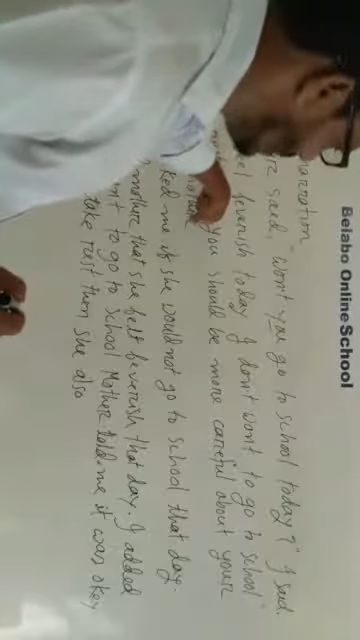 Belabo Online School
narration
said, "won't you go to school today?" I said.
feverish today I don't want to go to school"
you should be more careful about your
ked me if she would not go to school that day.
mother that she felt feverish that day. I added
to go to school Mother told me it was okey
take rest then she also